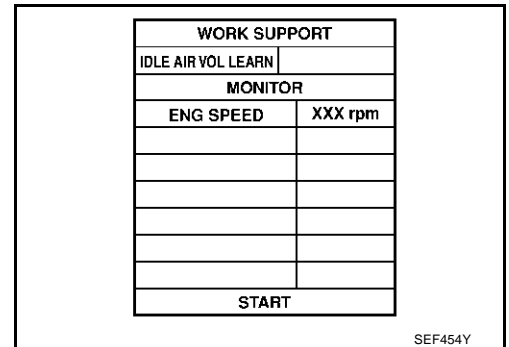 WORK SUPPORT
IDLE AIR VOL LEARN
MONITOR
ENG SPEED XXX rpm
START
SEF454Y